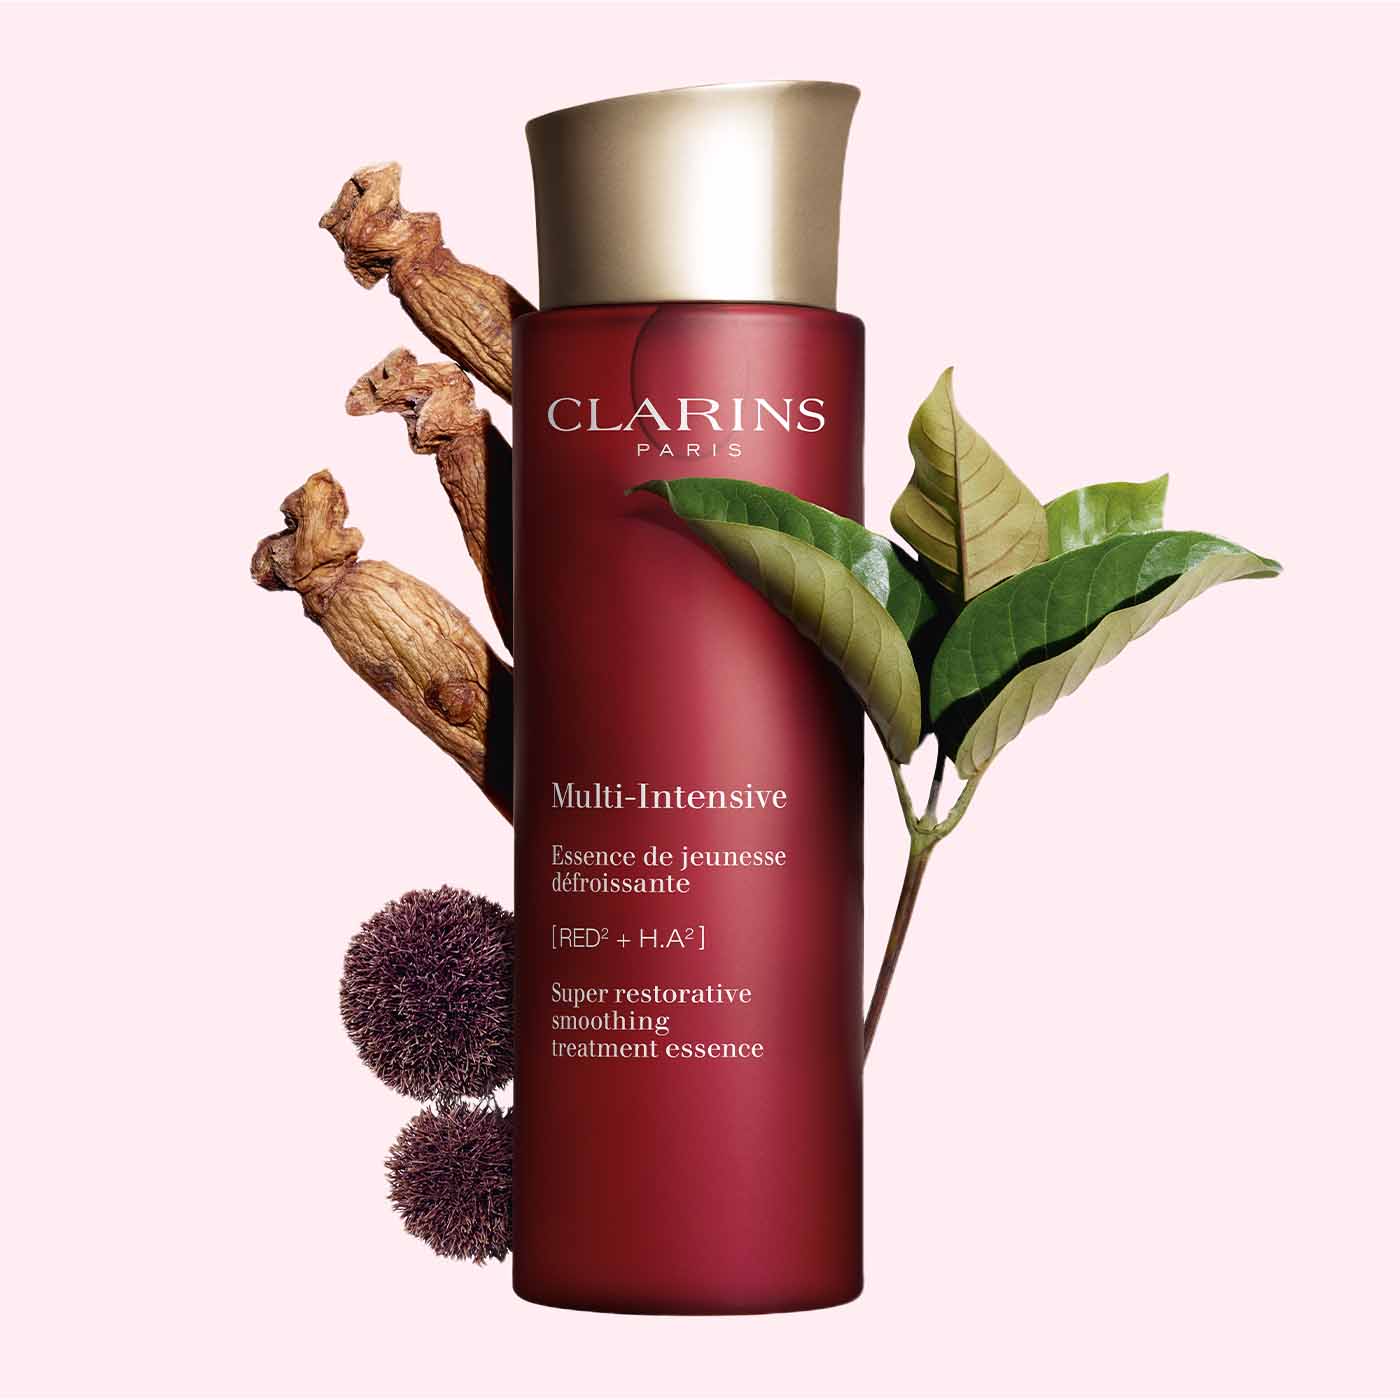 CLARINS
PARIS
Multi-Intensive
Essence de jeunesse
défroissante
[RED² + H.A²]
Super restorative
smoothing
treatment essence